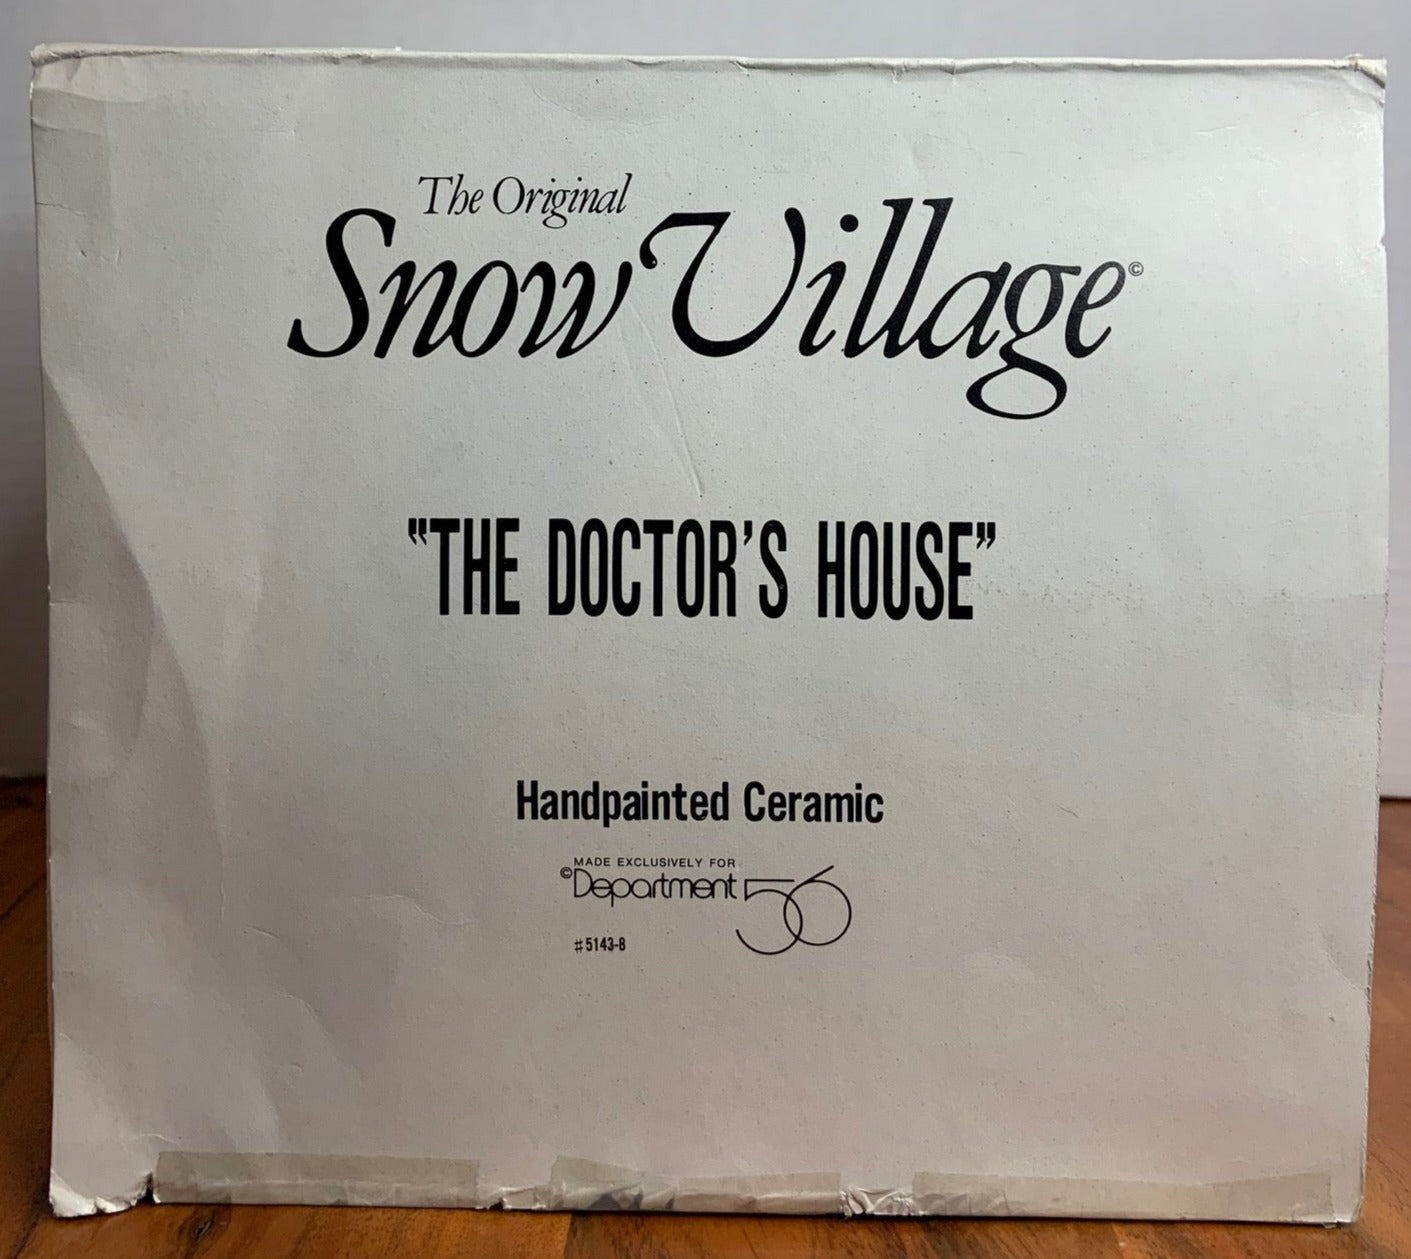 The Original
Snow Village©
"THE DOCTOR'S HOUSE"
Handpainted Ceramic
MADE EXCLUSIVELY FOR
©Department 56
#5143-8